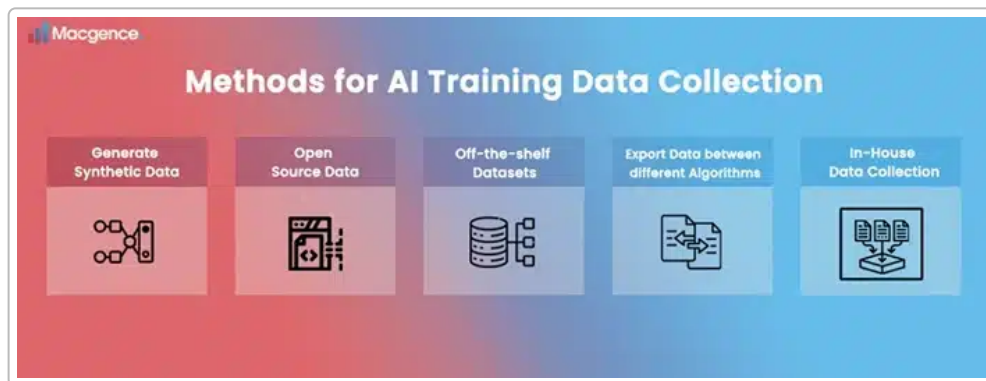 Macgence
Methods for AI Training Data Collection
Generate
Synthetic Data
Open
Source Data
Off-the-shelf
Datasets
Export Data between
different Algorithms
In-House
Data Collection